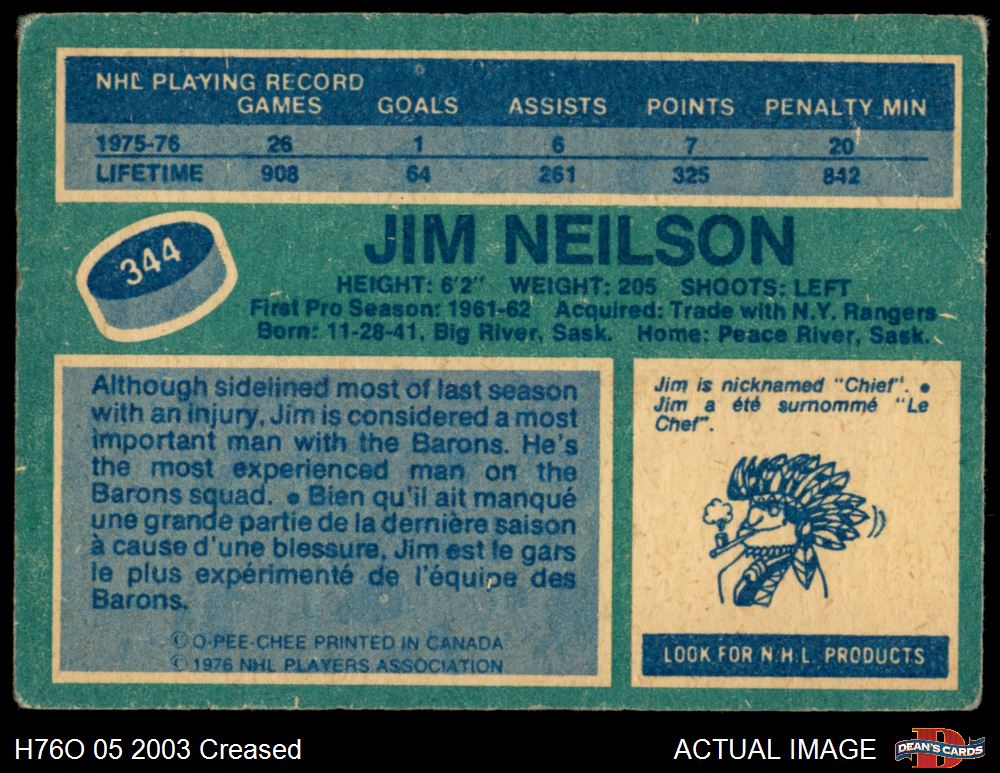 NHL PLAYING RECORD
GAMES GOALS ASSISTS POINTS PENALTY MIN
1975-76 26 1 6 7 20
LIFETIME 908 64 261 325 842
344
JIM NEILSON
HEIGHT: 6'2" WEIGHT: 205 SHOOTS: LEFT
First Pro Season: 1961-62 Acquired: Trade with N.Y. Rangers
Born: 11-28-41, Big River, Sask. Home: Peace River, Sask.
Although sidelined most of last season
with an injury, Jim is considered a most
important man with the Barons. He's
the most experienced man on the
Barons squad. ● Bien qu'il ait manqué
une grande partie de la dernière saison
à cause d'une blessure, Jim est le gars
le plus expérimenté de l'équipe des
Barons.
© O-PEE-CHEE PRINTED IN CANADA
© 1976 NHL PLAYERS ASSOCIATION
Jim is nicknamed "Chief". ●
Jim a été surnommé "Le
Chef".
LOOK FOR N.H.L. PRODUCTS
H76O 05 2003 Creased
ACTUAL IMAGE
DEAN'S CARDS